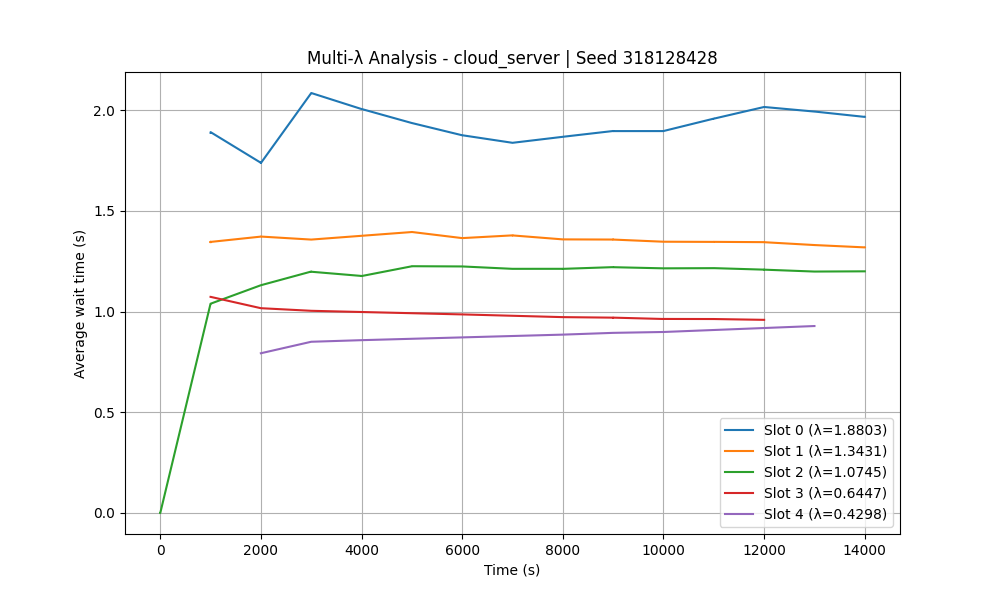 Multi-λ Analysis - cloud_server | Seed 318128428
Average wait time (s)
2.0
1.5
1.0
0.5
0.0
Slot 0 (λ=1.8803)
Slot 1 (λ=1.3431)
Slot 2 (λ=1.0745)
Slot 3 (λ=0.6447)
Slot 4 (λ=0.4298)
0 2000 4000 6000 8000 10000 12000 14000
Time (s)